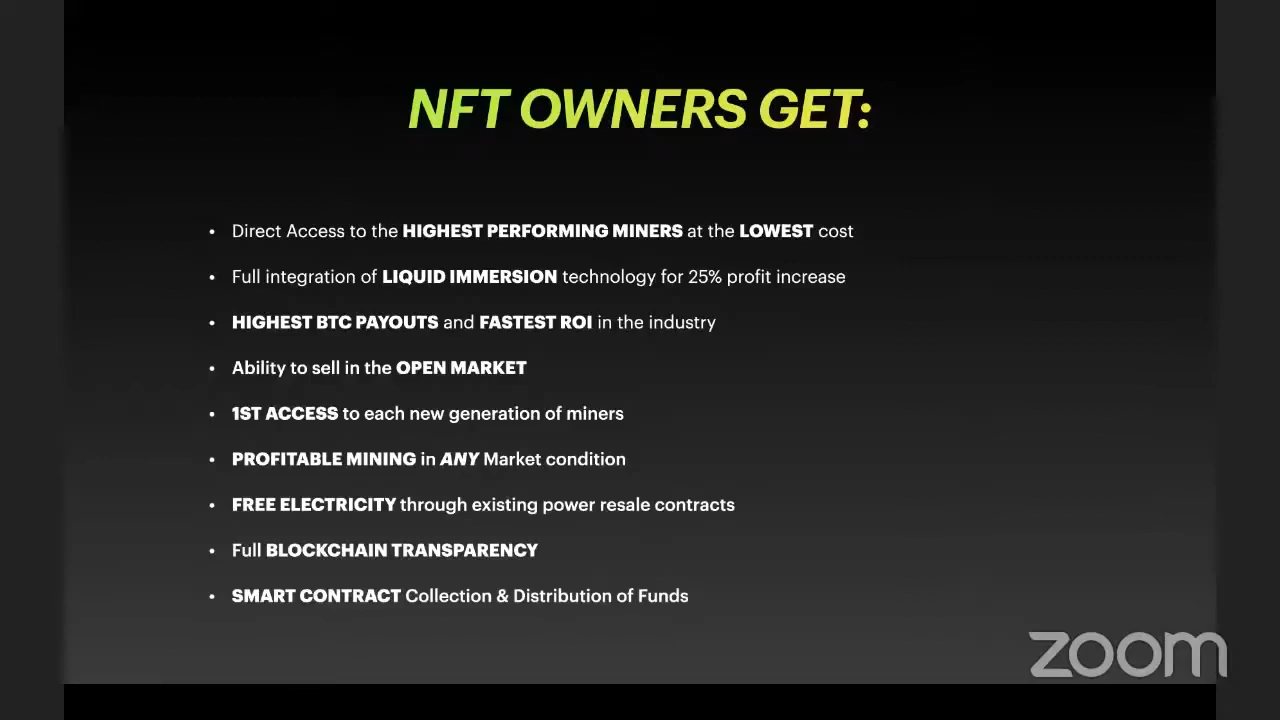 NFT OWNERS GET:
• Direct Access to the HIGHEST PERFORMING MINERS at the LOWEST cost
• Full integration of LIQUID IMMERSION technology for 25% profit increase
• HIGHEST BTC PAYOUTS and FASTEST ROI in the industry
• Ability to sell in the OPEN MARKET
• 1ST ACCESS to each new generation of miners
• PROFITABLE MINING in ANY Market condition
• FREE ELECTRICITY through existing power resale contracts
• Full BLOCKCHAIN TRANSPARENCY
• SMART CONTRACT Collection & Distribution of Funds
zoom